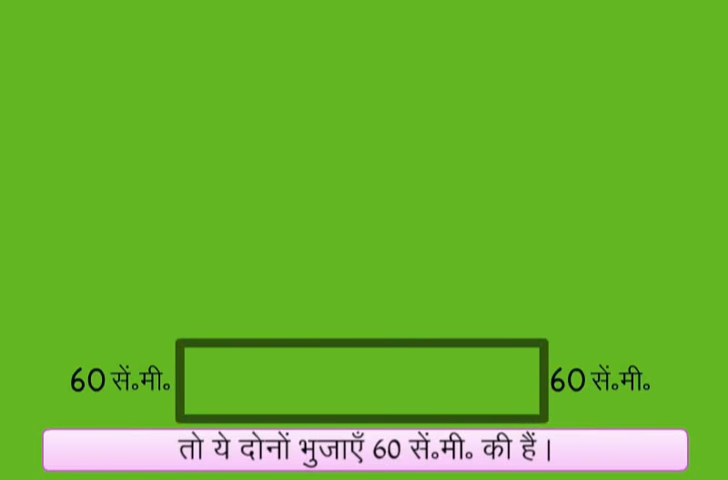 60 सें॰मी॰ 60 सें॰मी॰
तो ये दोनों भुजाएँ 60 सें॰मी॰ की हैं।